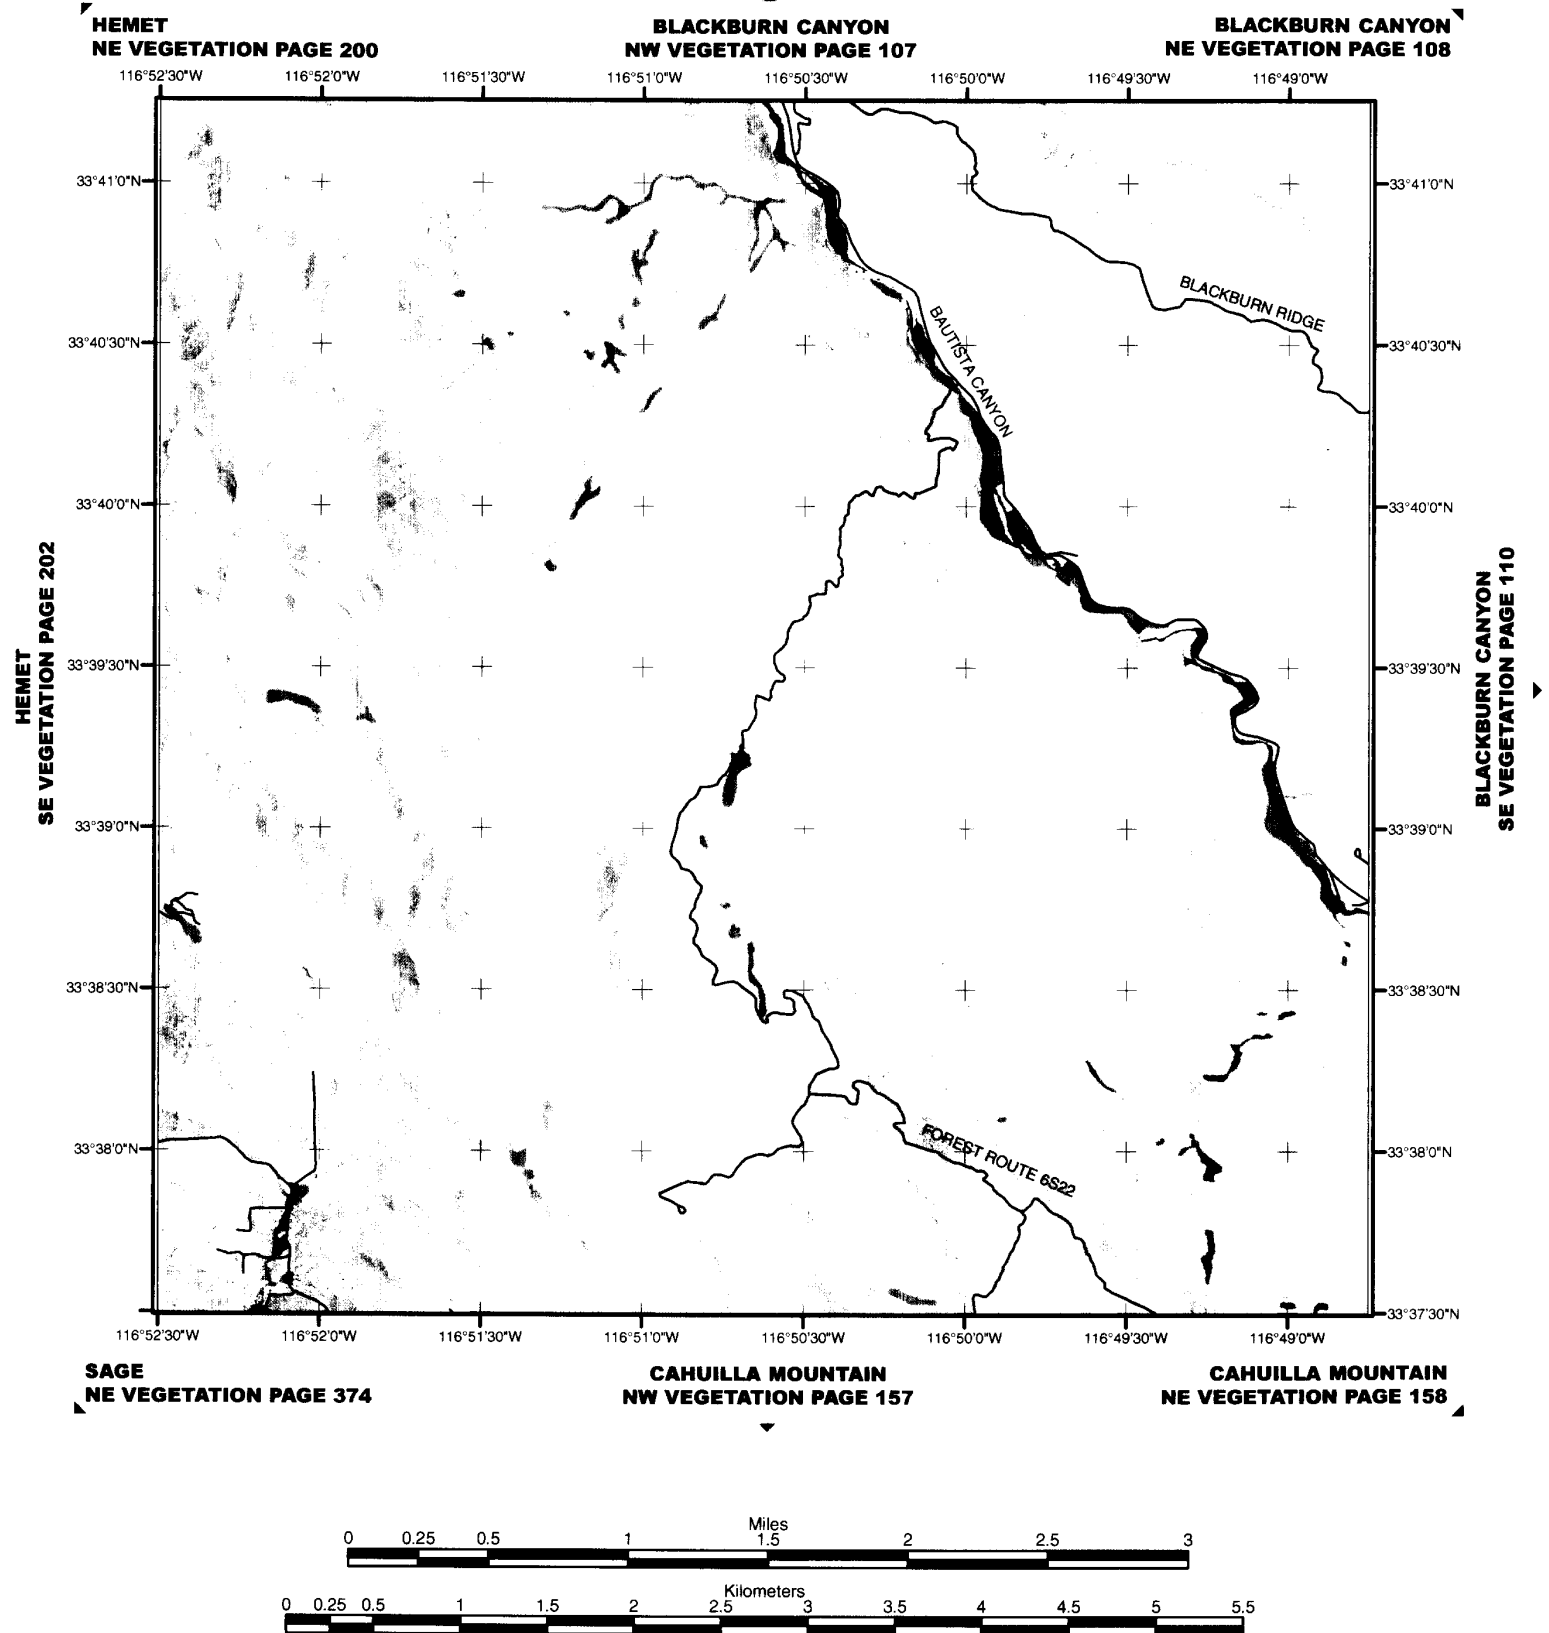 HEMET
NE VEGETATION PAGE 200
BLACKBURN CANYON
NW VEGETATION PAGE 107
BLACKBURN CANYON
NE VEGETATION PAGE 108
116°52'30"W 116°52'0"W 116°51'30"W 116°51'0"W 116°50'30"W 116°50'0"W 116°49'30"W 116°49'0"W
33°41'0"N 33°41'0"N
BLACKBURN RIDGE
BAUTISTA CANYON
33°40'30"N 33°40'30"N
33°40'0"N 33°40'0"N
HEMET
SE VEGETATION PAGE 202
BLACKBURN CANYON
SE VEGETATION PAGE 110
33°39'30"N 33°39'30"N
33°39'0"N 33°39'0"N
33°38'30"N 33°38'30"N
33°38'0"N 33°38'0"N
FOREST ROUTE 6S22
33°37'30"N
116°52'30"W 116°52'0"W 116°51'30"W 116°51'0"W 116°50'30"W 116°50'0"W 116°49'30"W 116°49'0"W
SAGE
NE VEGETATION PAGE 374
CAHUILLA MOUNTAIN
NW VEGETATION PAGE 157
CAHUILLA MOUNTAIN
NE VEGETATION PAGE 158
Miles
0 0.25 0.5 1 1.5 2 2.5 3
Kilometers
0 0.25 0.5 1 1.5 2 2.5 3 3.5 4 4.5 5 5.5